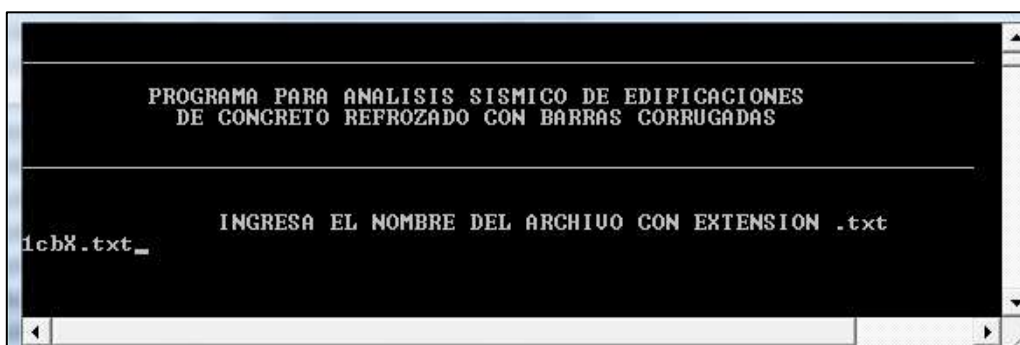 PROGRAMA PARA ANALISIS SISMICO DE EDIFICACIONES
DE CONCRETO REFROZADO CON BARRAS CORRUGADAS
INGRESA EL NOMBRE DEL ARCHIVO CON EXTENSION .txt
1cbX.txt_